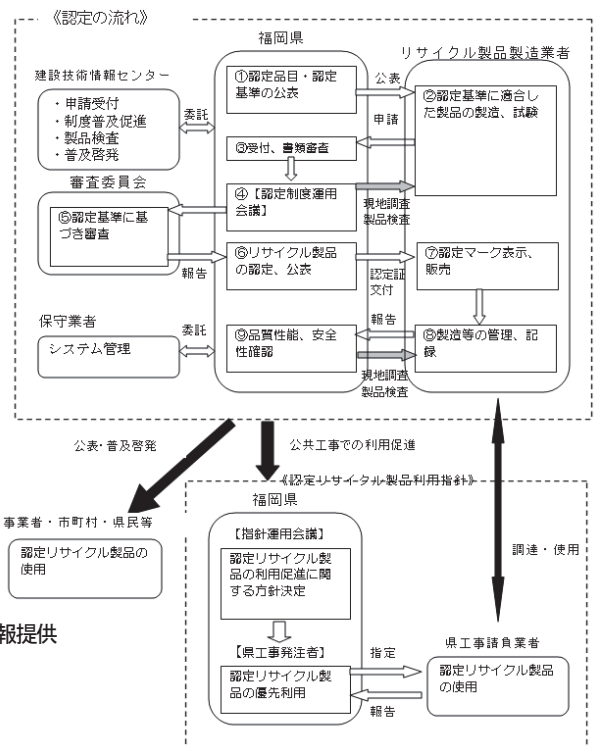 《認定の流れ》
福岡県
リサイクル製品製造業者
建設技術情報センター
・申請受付
・制度普及促進
・製品検査
・普及啓発
委託
①認定品目・認定
基準の公表
公表
申請
②認定基準に適合し
た製品の製造、試験
③受付、書類審査
審査委員会
④【認定制度運用
会議】
現地調査
製品検査
⑤認定基準に基
づき審査
報告
⑥リサイクル製品
の認定、公表
認定証
交付
⑦認定マーク表示、
販売
保守業者
システム管理
委託
⑨品質性能、安全
性確認
報告
現地調査
製品検査
⑧製造等の管理、記
録
公表・普及啓発
公共工事での利用促進
《認定リサイクル製品利用指針》
福岡県
事業者・市町村・県民等
認定リサイクル製品の
使用
【指針運用会議】
認定リサイクル製
品の利用促進に関
する方針決定
調達・使用
報提供
【県工事発注者】
認定リサイクル製
品の優先利用
指定
報告
県工事請負業者
認定リサイクル製品
の使用